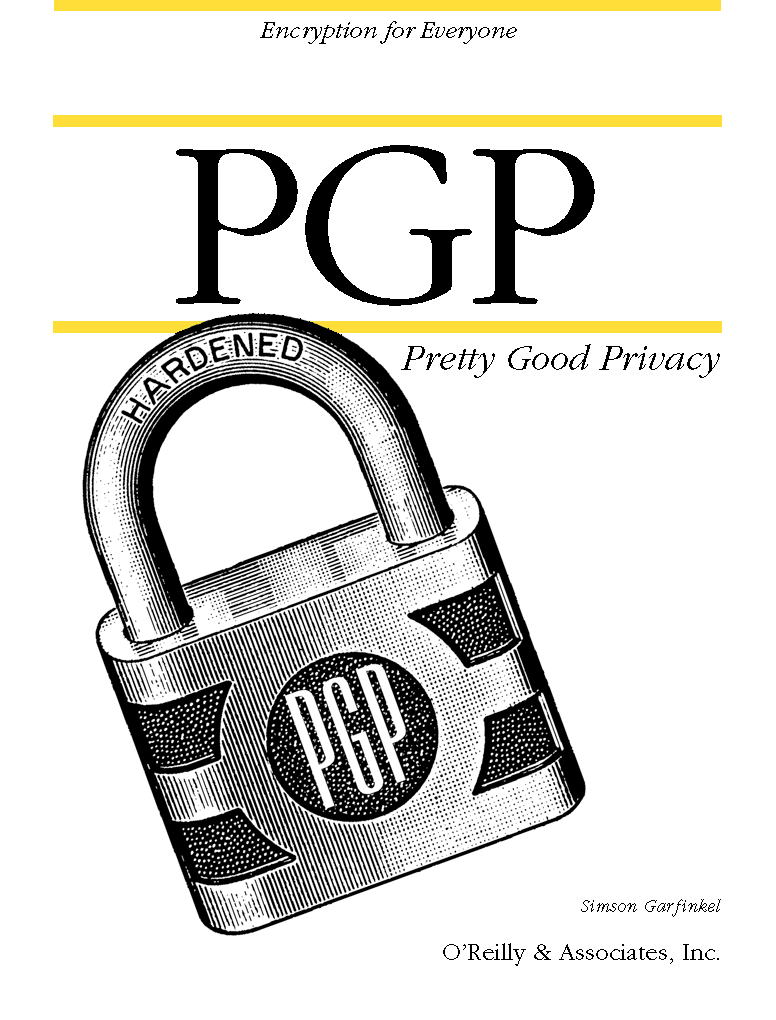 Encryption for Everyone
PGP
Pretty Good Privacy
HARDENED
PGP
Simson Garfinkel
O'Reilly & Associates, Inc.